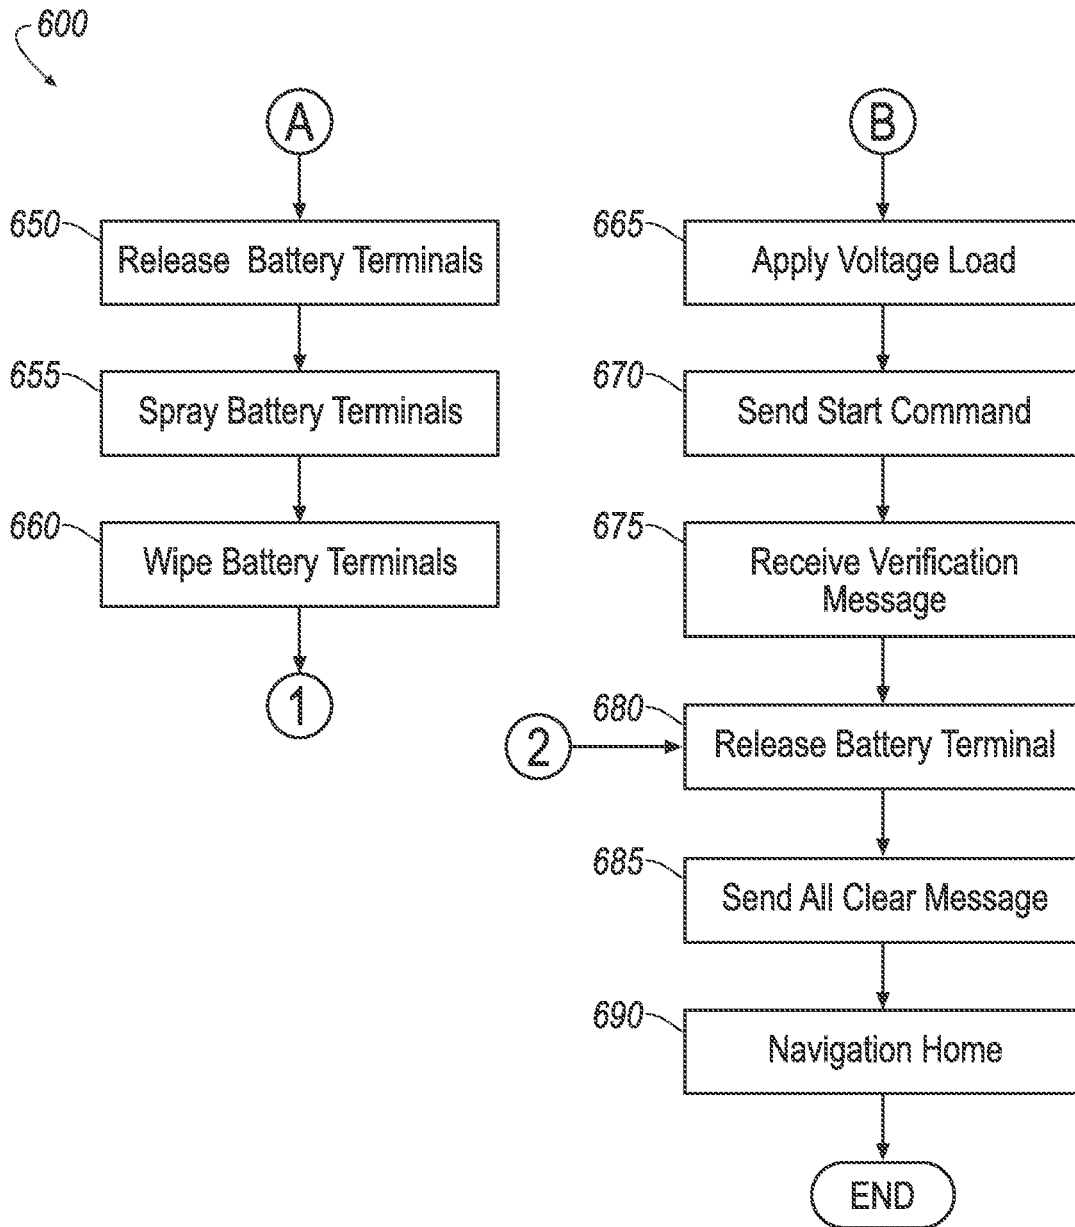 600
A
650
Release Battery Terminals
655
Spray Battery Terminals
660
Wipe Battery Terminals
1
B
665
Apply Voltage Load
670
Send Start Command
675
Receive Verification
Message
2
680
Release Battery Terminal
685
Send All Clear Message
690
Navigation Home
END